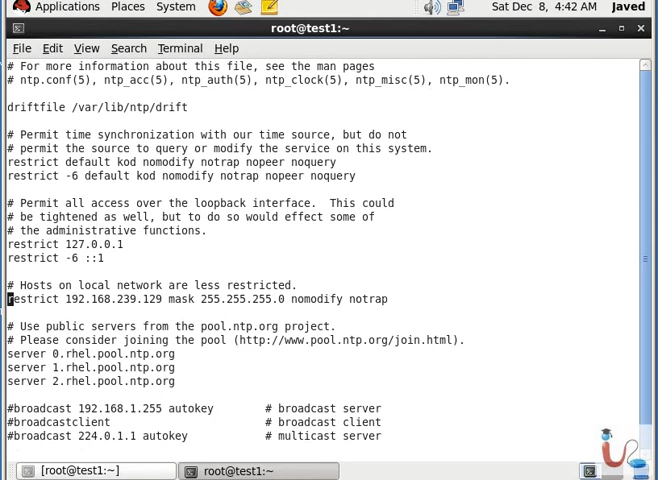 Applications Places System Sat Dec 8, 4:42 AM Javed
root@test1:~
File Edit View Search Terminal Help
# For more information about this file, see the man pages
# ntp.conf(5), ntp_acc(5), ntp_auth(5), ntp_clock(5), ntp_misc(5), ntp_mon(5).
driftfile /var/lib/ntp/drift
# Permit time synchronization with our time source, but do not
# permit the source to query or modify the service on this system.
restrict default kod nomodify notrap nopeer noquery
restrict -6 default kod nomodify notrap nopeer noquery
# Permit all access over the loopback interface.  This could
# be tightened as well, but to do so would effect some of
# the administrative functions.
restrict 127.0.0.1
restrict -6 ::1
# Hosts on local network are less restricted.
restrict 192.168.239.129 mask 255.255.255.0 nomodify notrap
# Use public servers from the pool.ntp.org project.
# Please consider joining the pool (http://www.pool.ntp.org/join.html).
server 0.rhel.pool.ntp.org
server 1.rhel.pool.ntp.org
server 2.rhel.pool.ntp.org
#broadcast 192.168.1.255 autokey # broadcast server
#broadcastclient # broadcast client
#broadcast 224.0.1.1 autokey # multicast server
[root@test1:~] root@test1:~